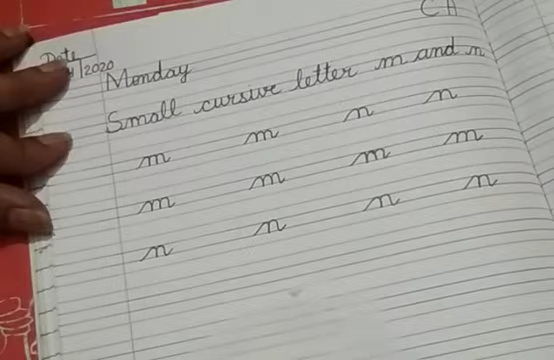 C H
Date
/2020
Monday
Small cursive letter m and n
m m n n
m m m m
n n n n